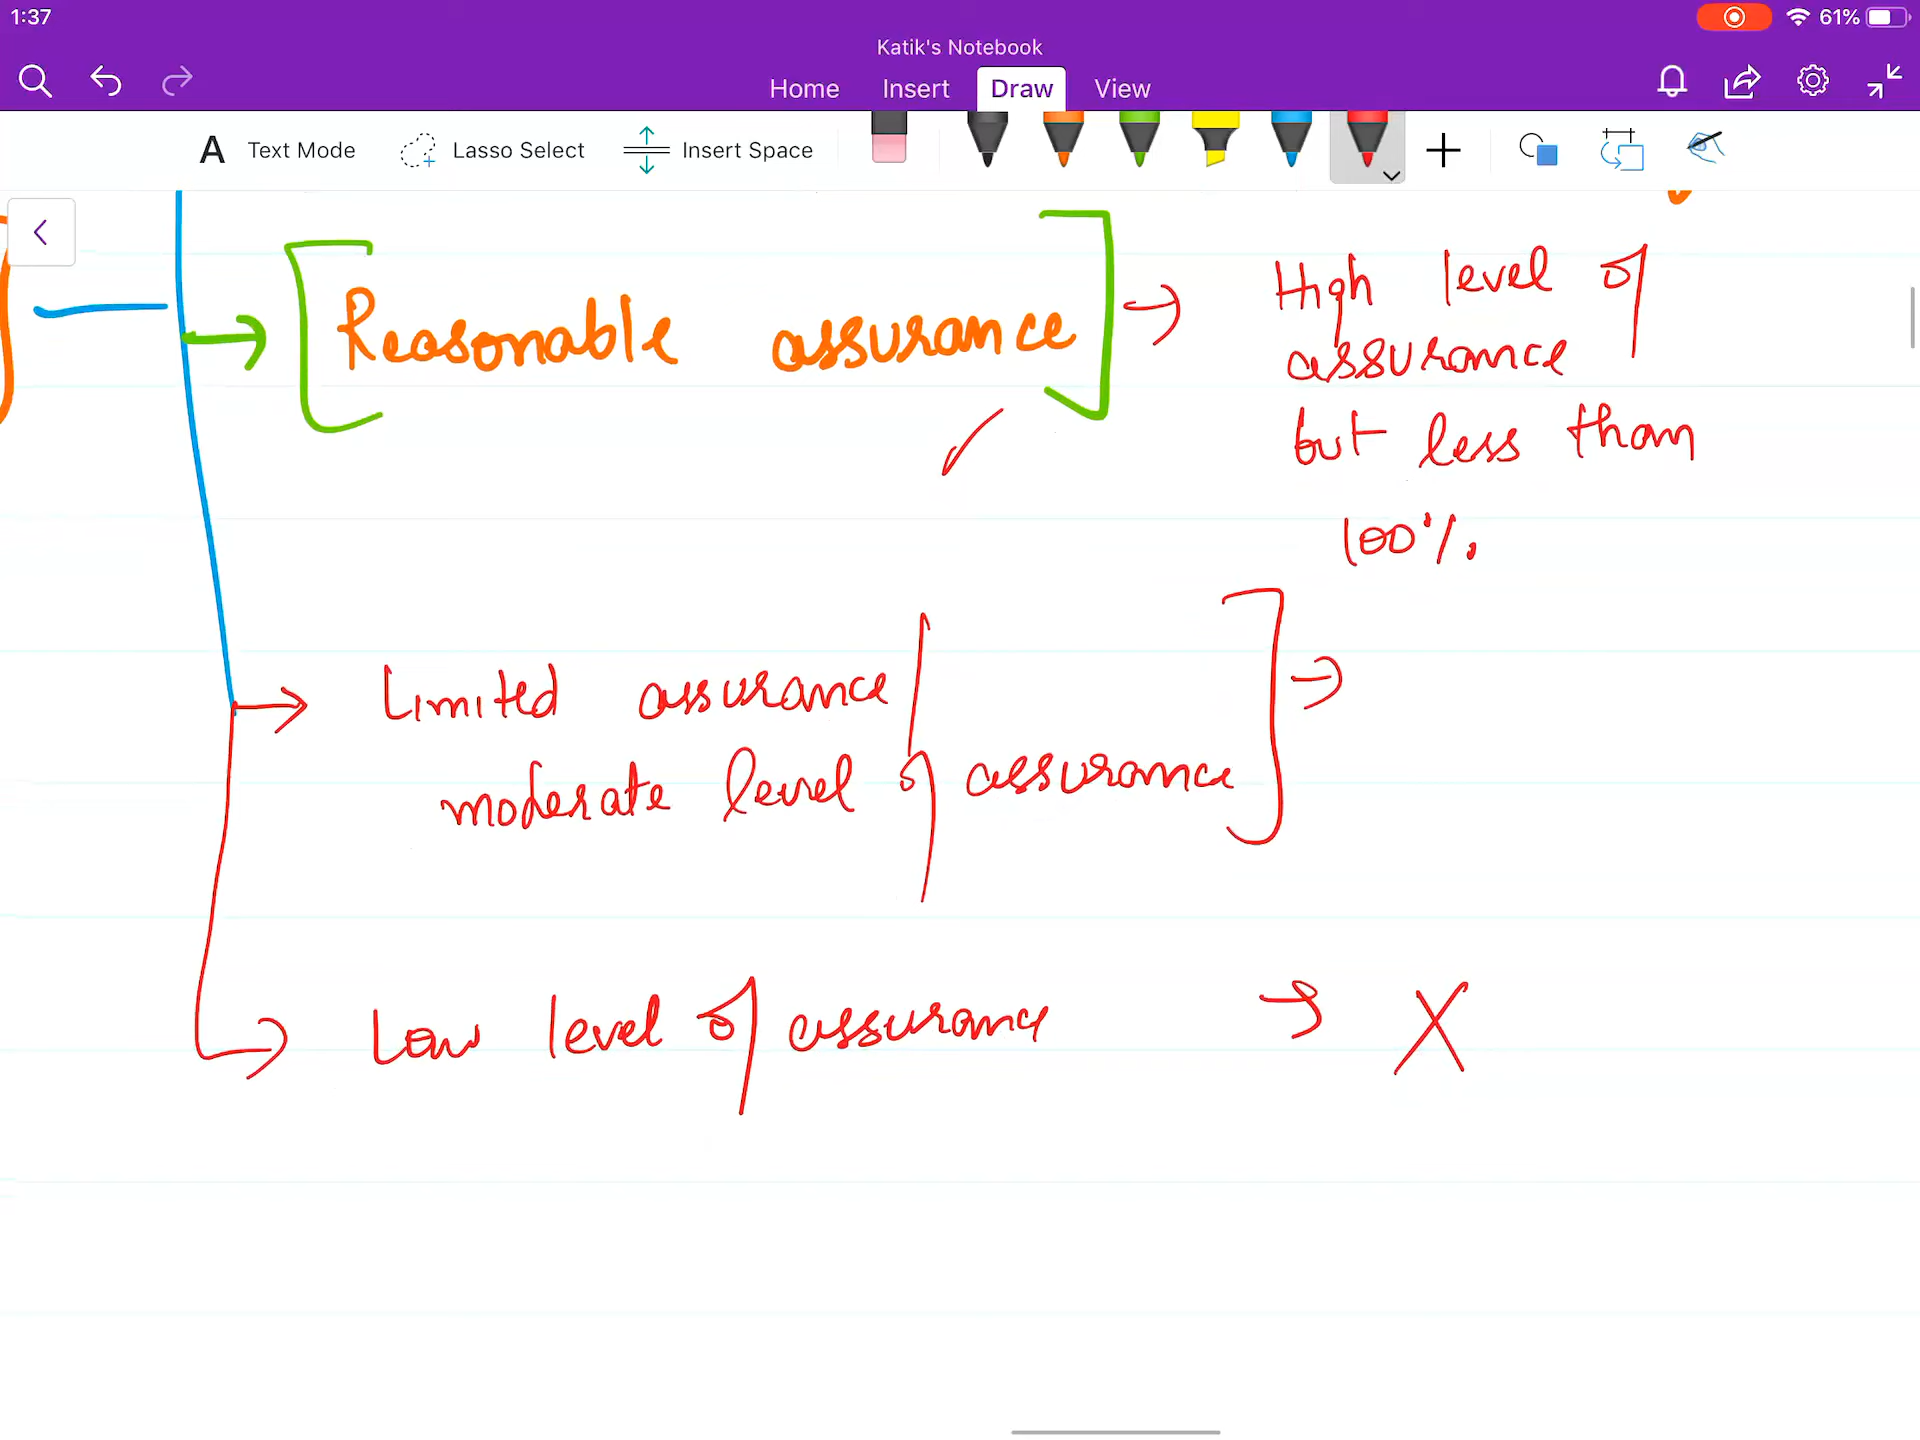 1:37
61%
Katik's Notebook
Home Insert Draw View
A Text Mode Lasso Select Insert Space
Reasonable assurance
High level of
assurance
but less than
100%.
Limited assurance /
moderate level of assurance
Low level of assurance
X